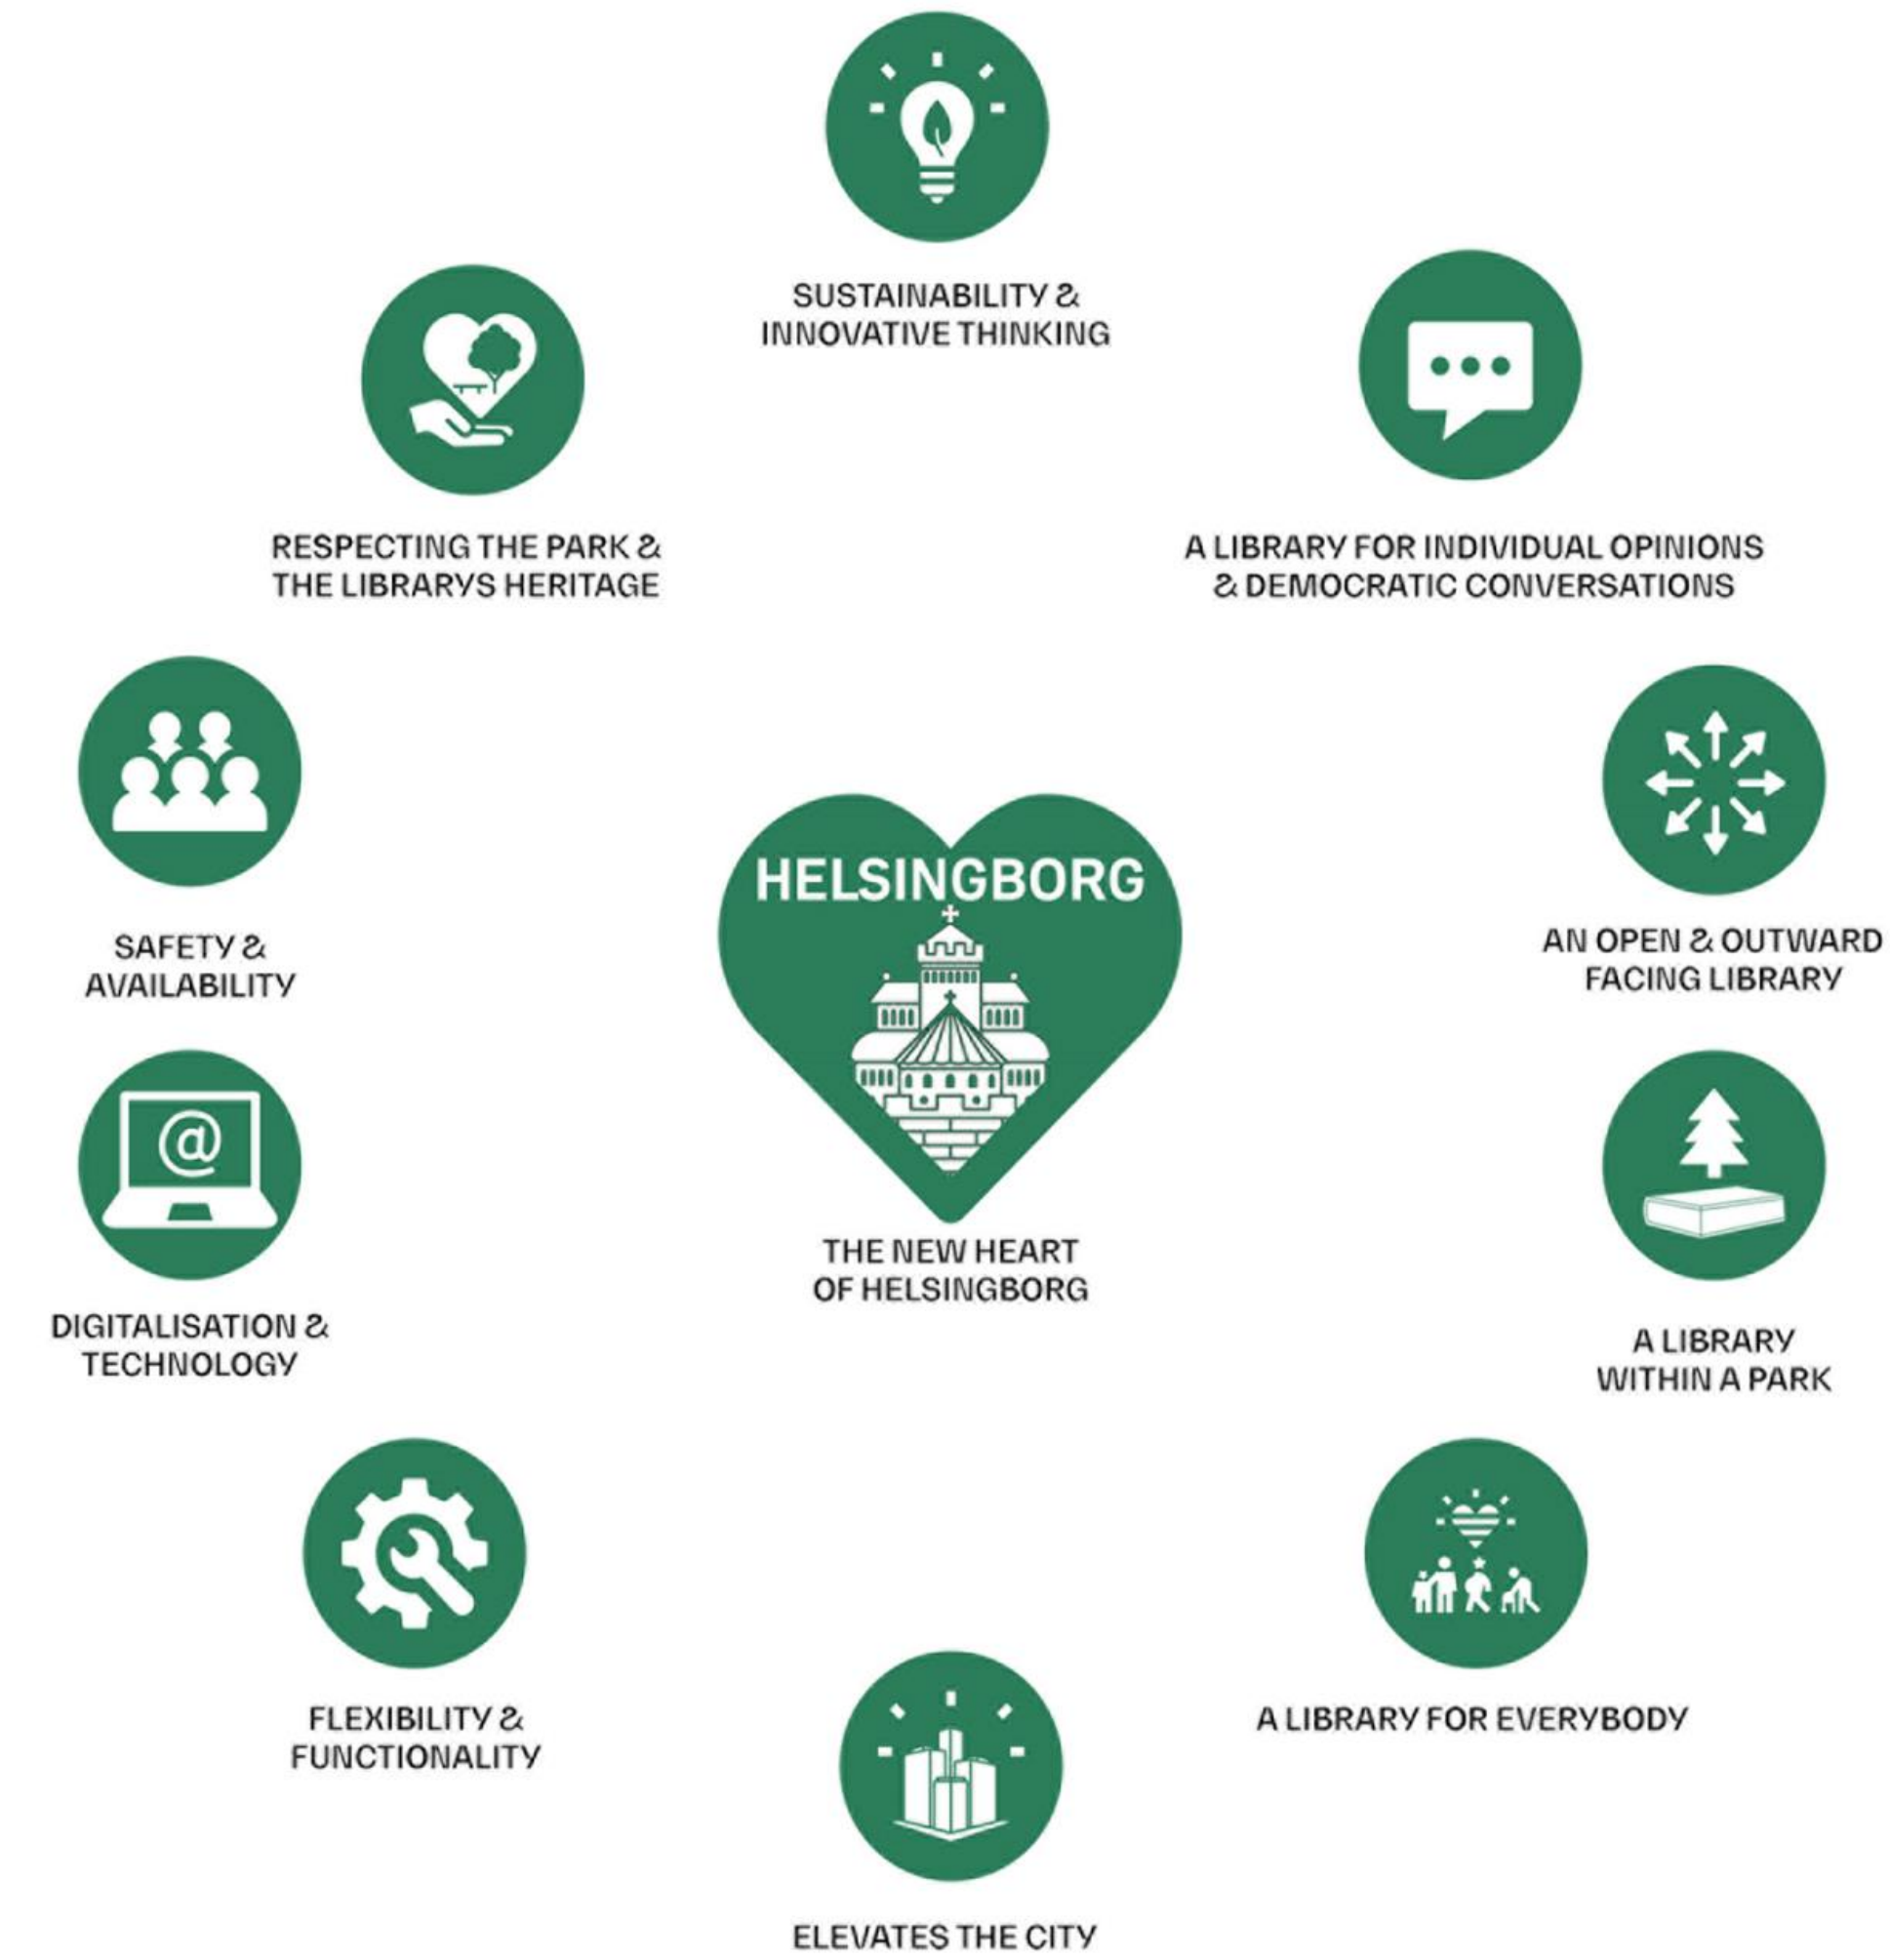 SUSTAINABILITY &
INNOVATIVE THINKING
RESPECTING THE PARK &
THE LIBRARYS HERITAGE
A LIBRARY FOR INDIVIDUAL OPINIONS
& DEMOCRATIC CONVERSATIONS
SAFETY &
AVAILABILITY
AN OPEN & OUTWARD
FACING LIBRARY
HELSINGBORG
THE NEW HEART
OF HELSINGBORG
@
DIGITALISATION &
TECHNOLOGY
A LIBRARY
WITHIN A PARK
FLEXIBILITY &
FUNCTIONALITY
A LIBRARY FOR EVERYBODY
ELEVATES THE CITY